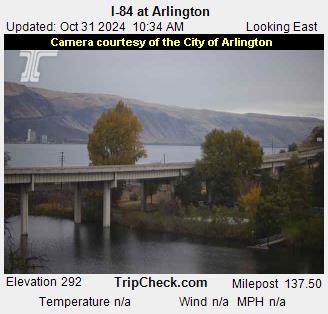 I-84 at Arlington
Updated: Oct 31 2024 10:34 AM Looking East
Camera courtesy of the City of Arlington
Elevation 292 TripCheck.com Milepost 137.50
Temperature n/a Wind n/a MPH n/a